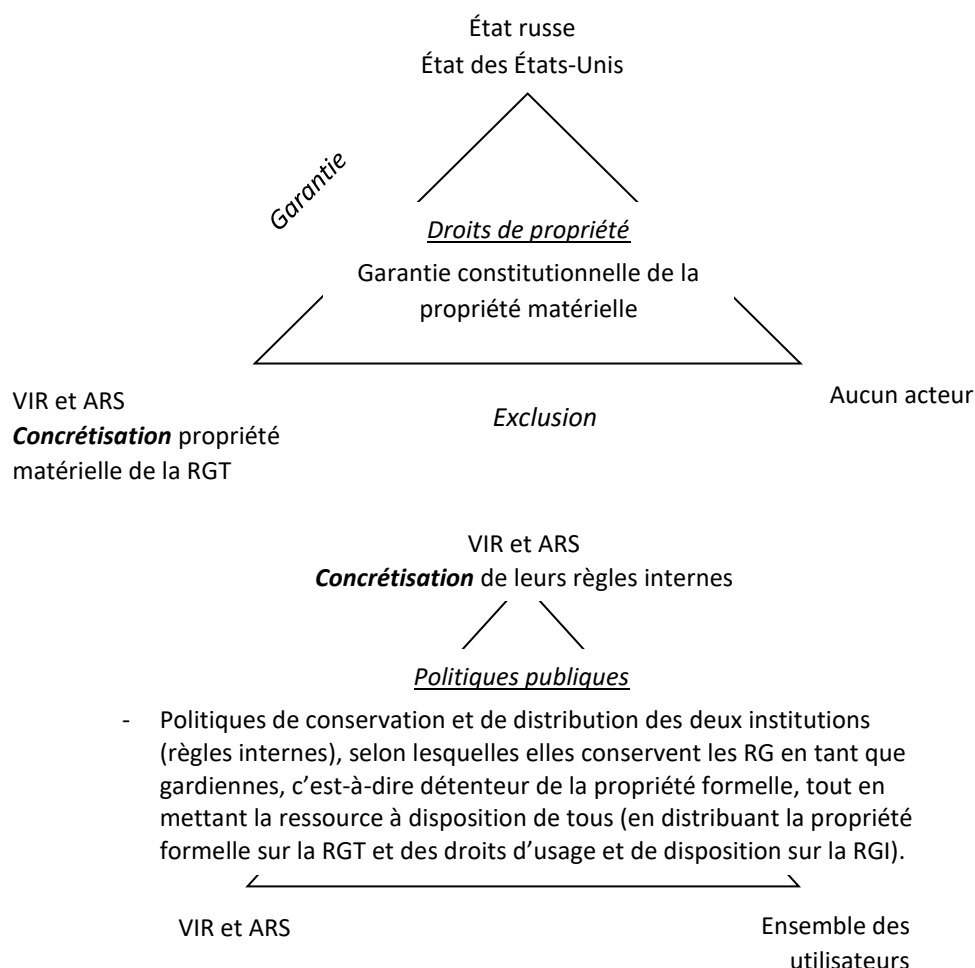 État russe
État des États-Unis
Garantie
Droits de propriété
Garantie constitutionnelle de la
propriété matérielle
VIR et ARS
Concrétisation propriété
matérielle de la RGT
Exclusion
Aucun acteur
VIR et ARS
Concrétisation de leurs règles internes
Politiques publiques
- Politiques de conservation et de distribution des deux institutions
(règles internes), selon lesquelles elles conservent les RG en tant que
gardiennes, c’est-à-dire détenteur de la propriété formelle, tout en
mettant la ressource à disposition de tous (en distribuant la propriété
formelle sur la RGT et des droits d’usage et de disposition sur la RGI).
VIR et ARS
Ensemble des
utilisateurs